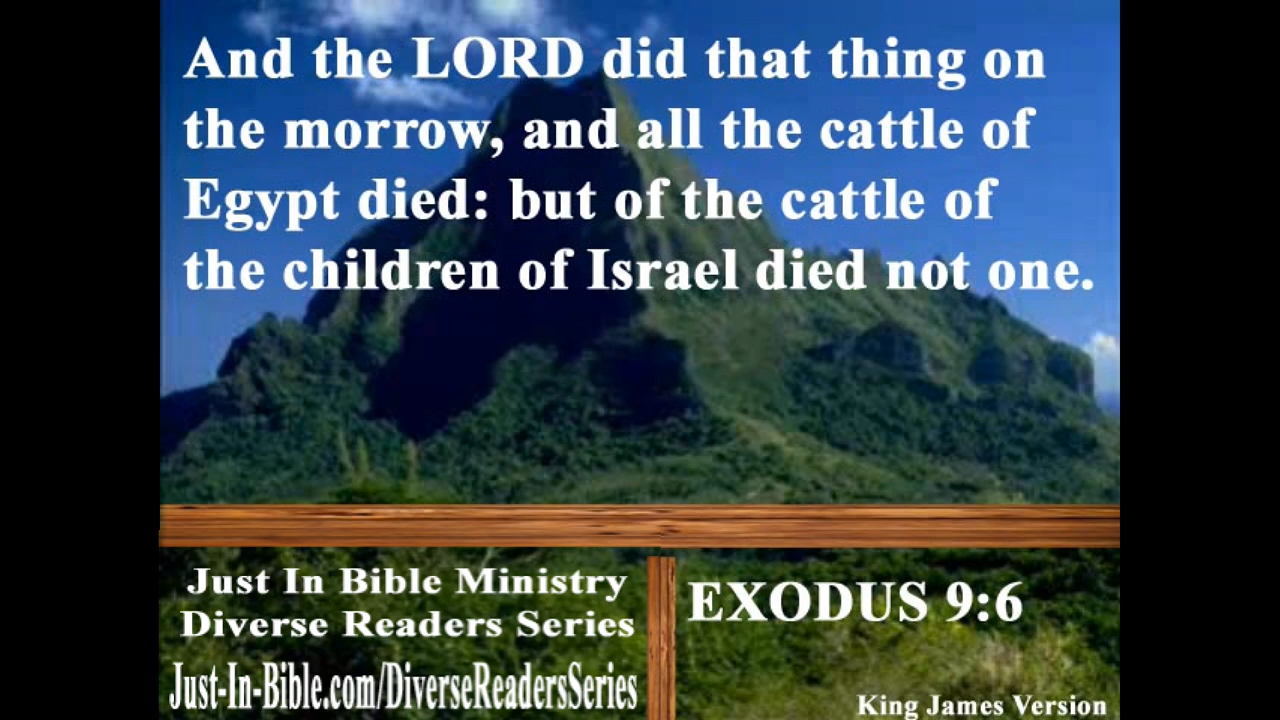 And the LORD did that thing on
the morrow, and all the cattle of
Egypt died: but of the cattle of
the children of Israel died not one.
Just In Bible Ministry
Diverse Readers Series
Just-In-Bible.com/DiverseReadersSeries
EXODUS 9:6
King James Version